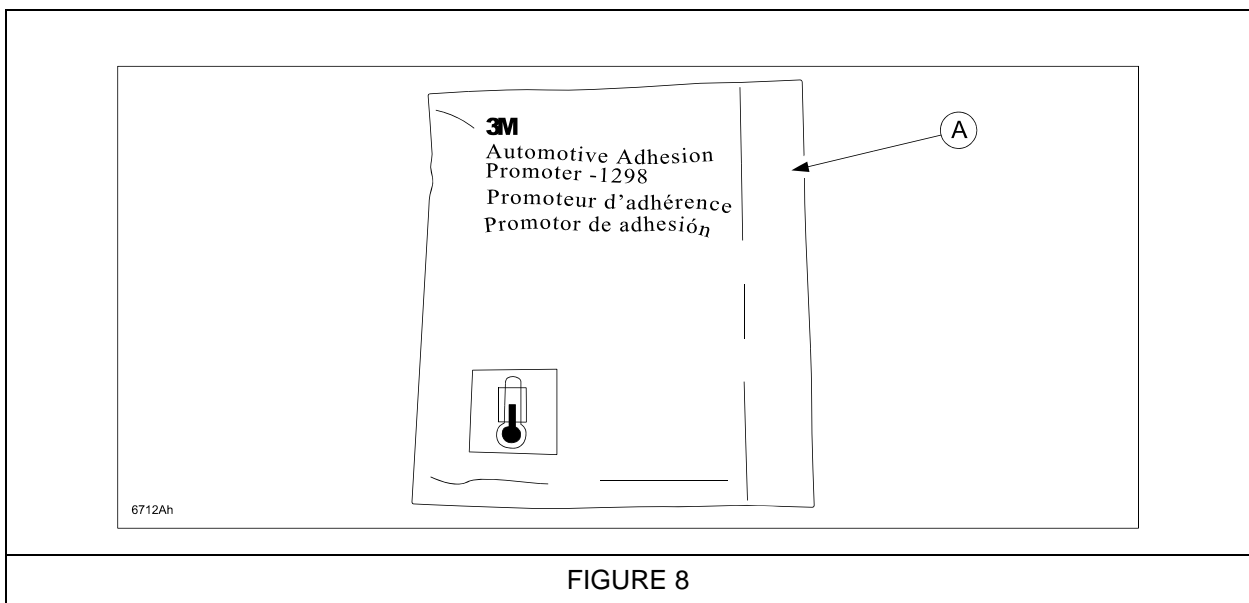 3M
Automotive Adhesion
Promoter -1298
Promoteur d’adhérence
Promotor de adhesión
A
6712Ah
FIGURE 8